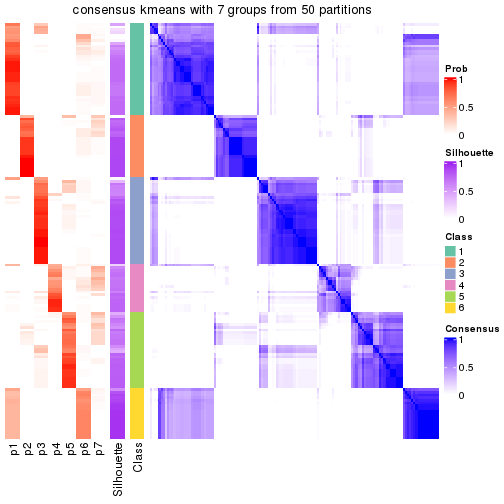 consensus kmeans with 7 groups from 50 partitions
Prob
1
0.5
0
Silhouette
1
0.5
0
Class
1
2
3
4
5
6
Consensus
1
0.5
0
p1
p2
p3
p4
p5
p6
p7
Silhouette
Class